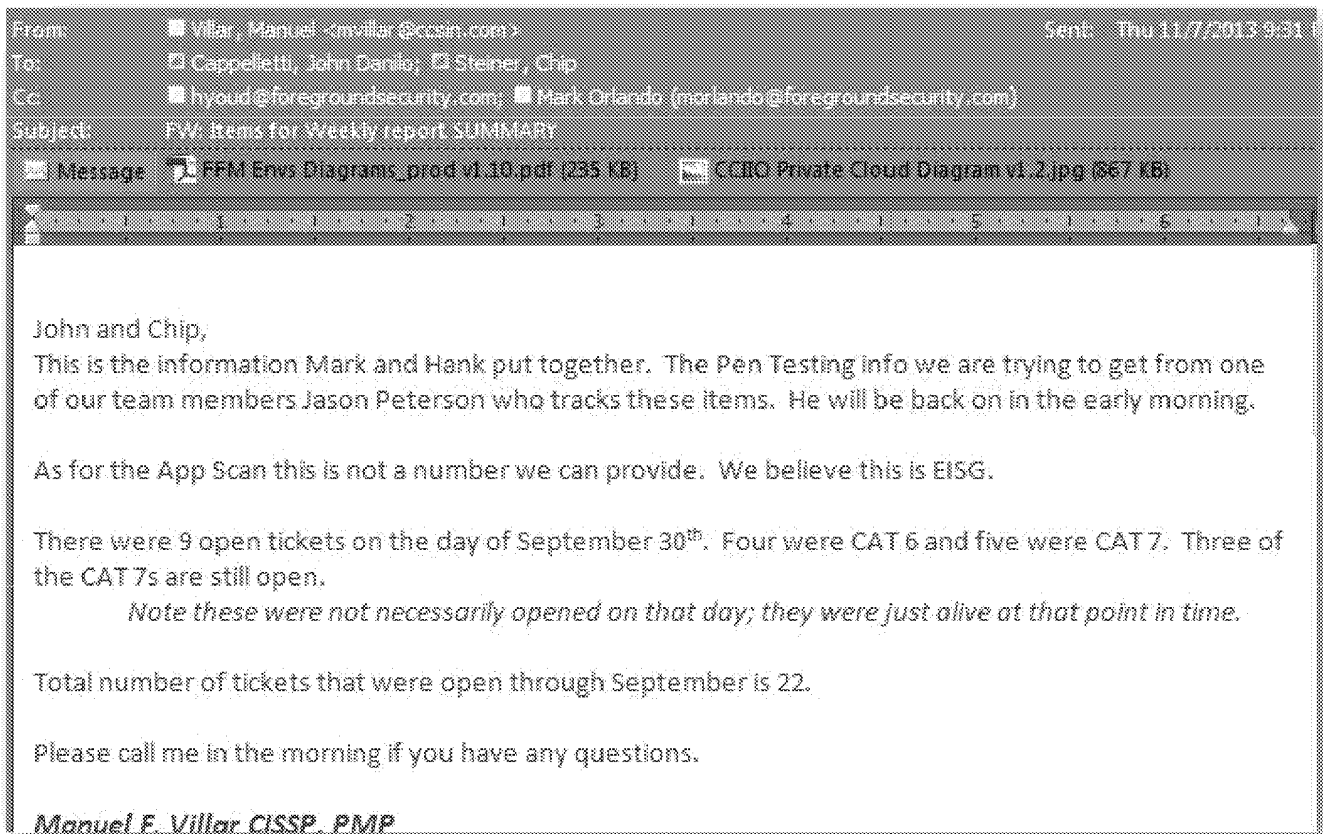 From: Villar, Manuel <mvillar@ccsin.com> Sent: Thu 11/7/2013 9:31
To: Cappelletti, John Danilo; Steiner, Chip
Cc: hyoud@foregroundsecurity.com; Mark Orlando (morlando@foregroundsecurity.com)
Subject: FW: Items for Weekly report SUMMARY
Message FFM Envs Diagrams_prod v1.10.pdf (235 KB) CCIIO Private Cloud Diagram v1.2.jpg (867 KB)
1 2 3 4 5 6
John and Chip,
This is the information Mark and Hank put together. The Pen Testing info we are trying to get from one
of our team members Jason Peterson who tracks these items. He will be back on in the early morning.
As for the App Scan this is not a number we can provide. We believe this is EISG.
There were 9 open tickets on the day of September 30th. Four were CAT 6 and five were CAT 7. Three of
the CAT 7s are still open.
Note these were not necessarily opened on that day; they were just alive at that point in time.
Total number of tickets that were open through September is 22.
Please call me in the morning if you have any questions.
Manuel E. Villar CISSP, PMP